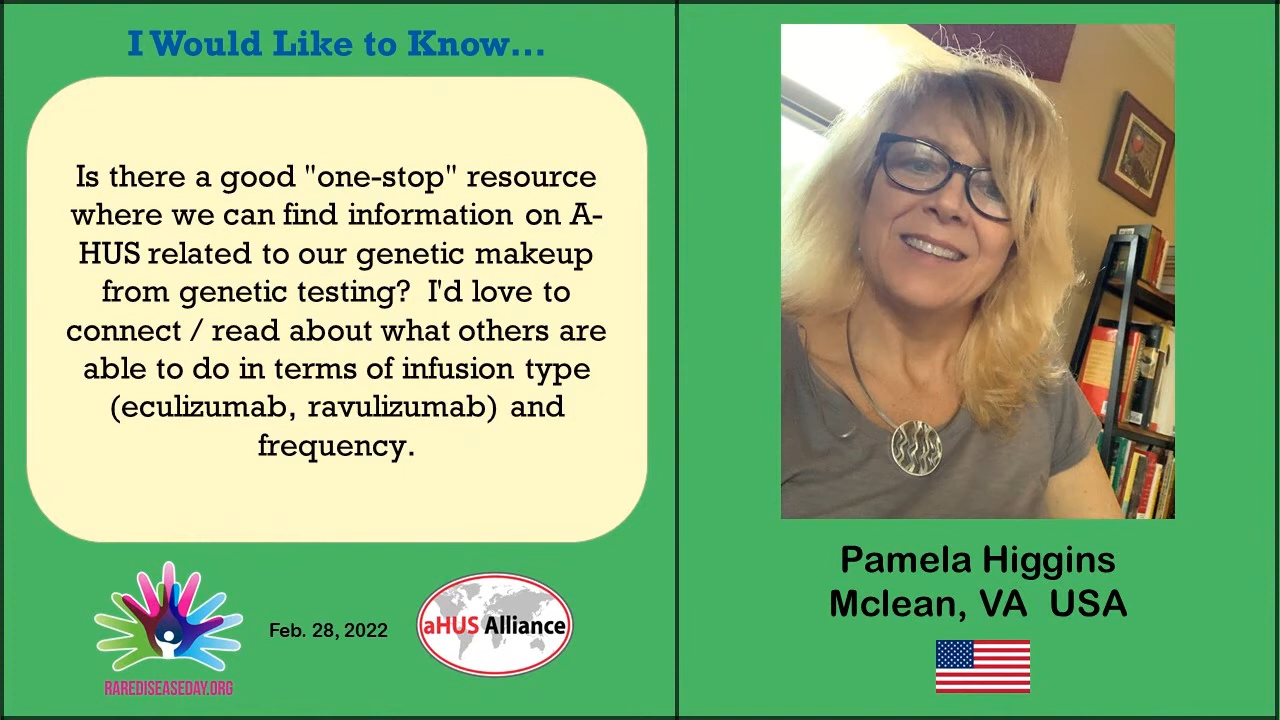 I Would Like to Know...
Is there a good "one-stop" resource
where we can find information on A-
HUS related to our genetic makeup
from genetic testing?  I'd love to
connect / read about what others are
able to do in terms of infusion type
(eculizumab, ravulizumab) and
frequency.
RAREDISEASEDAY.ORG
Feb. 28, 2022
aHUS Alliance
Pamela Higgins
Mclean, VA  USA